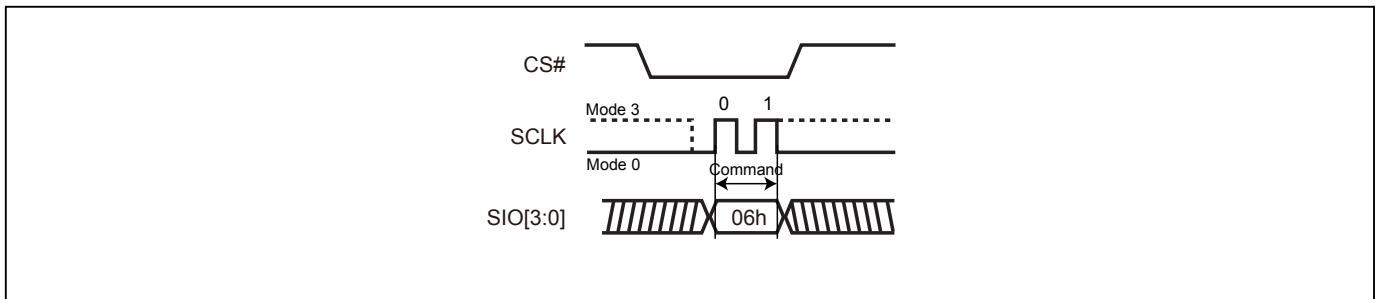 CS#
Mode 3
0 1
SCLK
Mode 0
Command
SIO[3:0]
06h